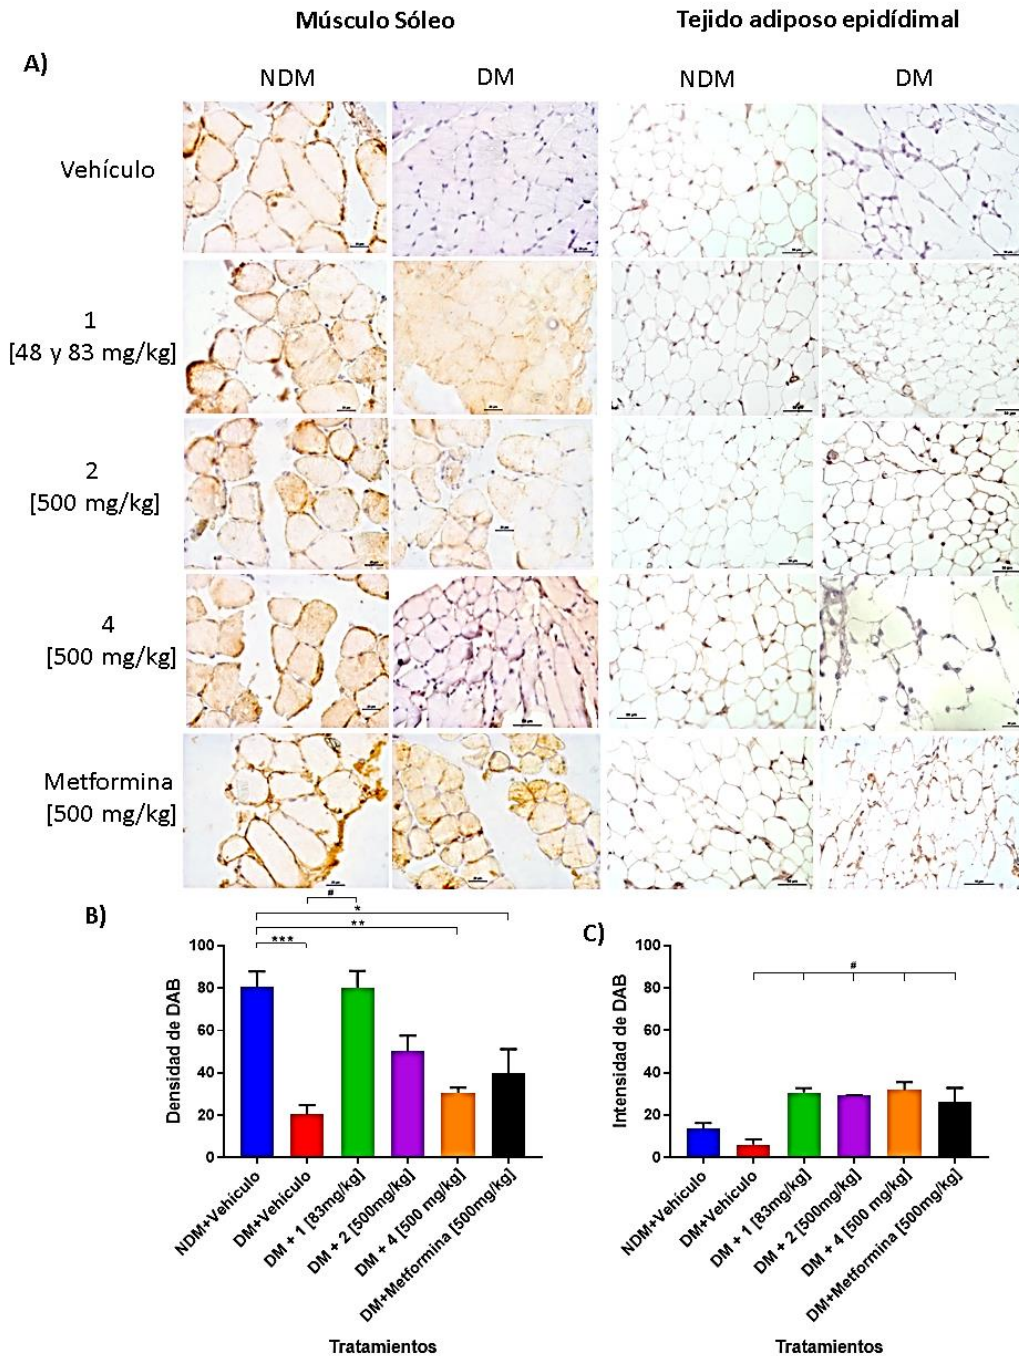 Músculo Sóleo
Tejido adiposo epidídimal
A)
NDM
DM
NDM
DM
Vehículo
1
[48 y 83 mg/kg]
2
[500 mg/kg]
4
[500 mg/kg]
Metformina
[500 mg/kg]
B)
#
*
**
***
Densidad de DAB
100
80
60
40
20
0
NDM+Vehículo
DM+Vehículo
DM + 1 [83mg/kg]
DM + 2 [500mg/kg]
DM + 4 [500 mg/kg]
DM+Metformina [500mg/kg]
Tratamientos
C)
#
Intensidad de DAB
100
80
60
40
20
0
NDM+Vehículo
DM+Vehículo
DM + 1 [83mg/kg]
DM + 2 [500mg/kg]
DM + 4 [500 mg/kg]
DM+Metformina [500mg/kg]
Tratamientos